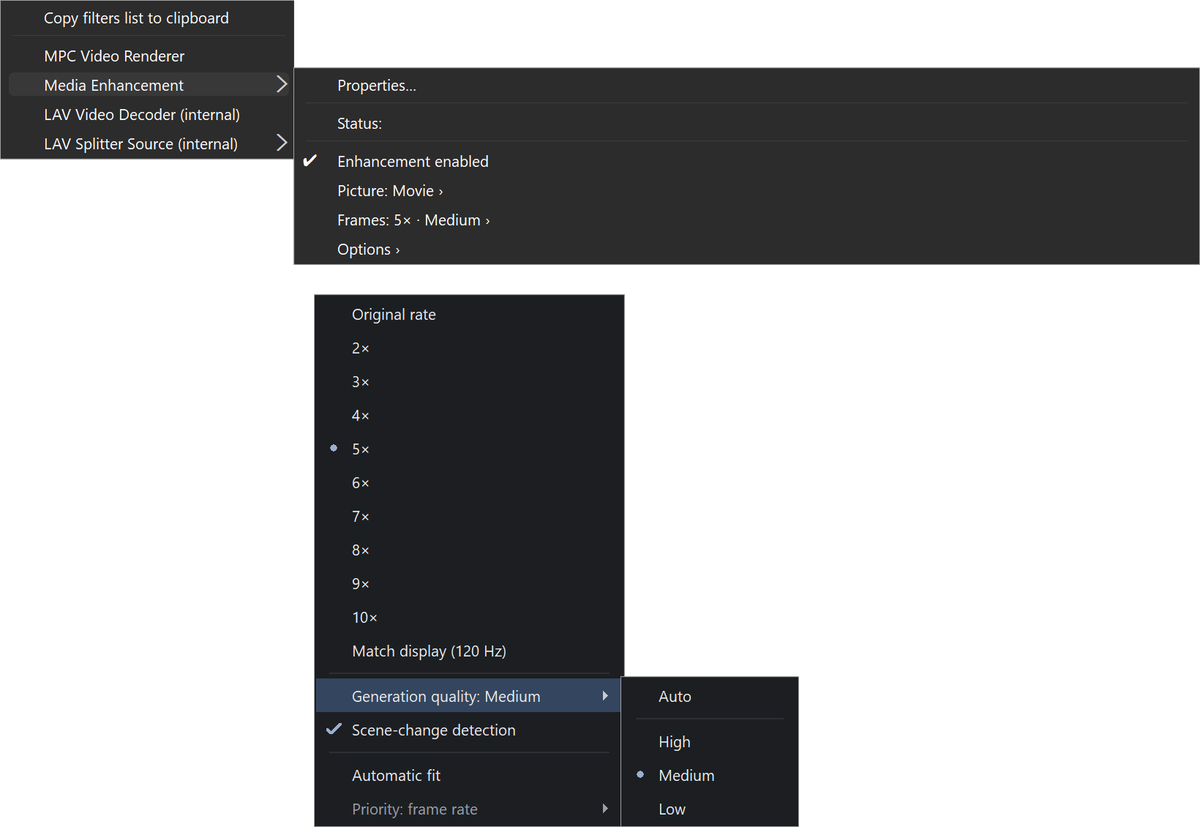 Copy filters list to clipboard
MPC Video Renderer
Media Enhancement
LAV Video Decoder (internal)
LAV Splitter Source (internal)
Properties...
Status:
Enhancement enabled
Picture: Movie ›
Frames: 5× · Medium ›
Options ›
Original rate
2×
3×
4×
5×
6×
7×
8×
9×
10×
Match display (120 Hz)
Generation quality: Medium
Scene-change detection
Automatic fit
Priority: frame rate
Auto
High
Medium
Low